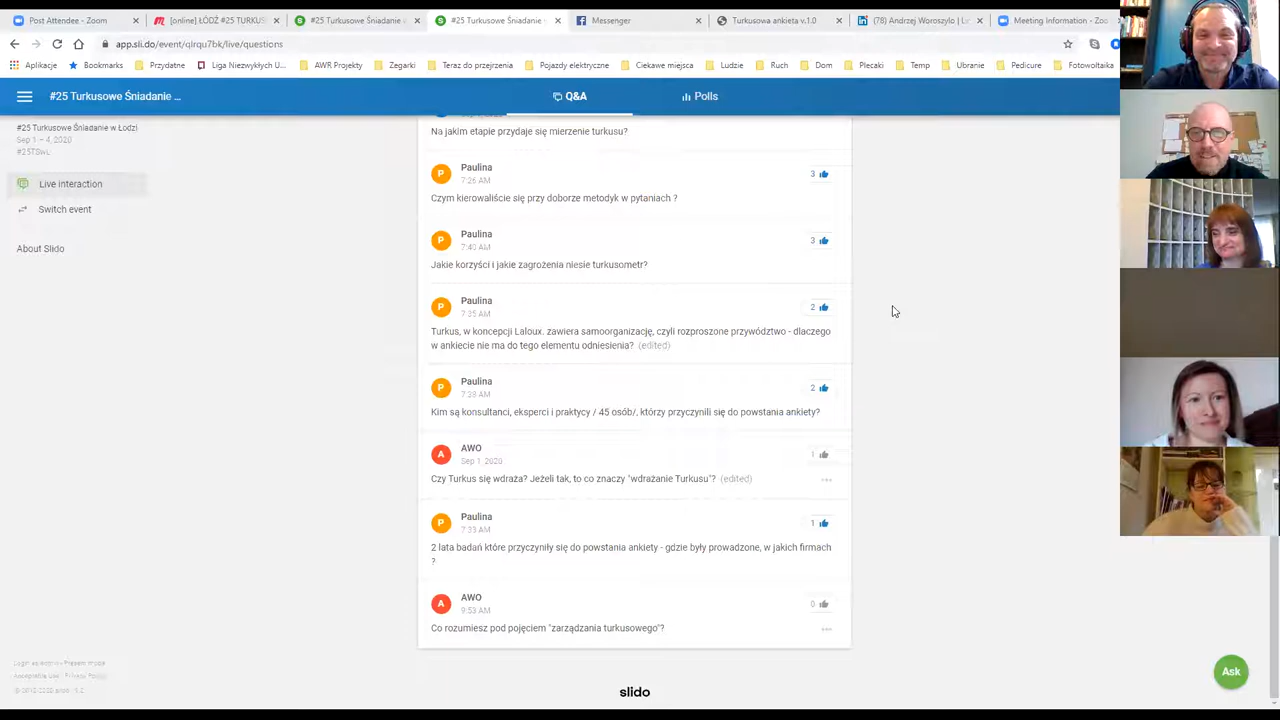 Post Attendee - Zoom
[online] ŁÓDŹ #25 TURKUS
#25 Turkusowe Śniadanie
#25 Turkusowe Śniadanie
Messenger
Turkusowa ankieta v.1.0
(78) Andrzej Woroszylo | Li
Meeting Information - Zoo
app.sli.do/event/qlrqu7bk/live/questions
Aplikacje
Bookmarks
Przydatne
Liga Niezwykłych U...
AWR Projekty
Zegarki
Teraz do przejrzenia
Pojazdy elektryczne
Ciekawe miejsca
Ludzie
Ruch
Dom
Plecaki
Temp
Ubranie
Pedicure
Fotowoltaika
#25 Turkusowe Śniadanie ...
Q&A
Polls
#25 Turkusowe Śniadanie w Łodzi
Sep 1 – 4, 2020
#25TSwL
Live interaction
Switch event
About Slido
Na jakim etapie przydaje się mierzenie turkusu?
P
Paulina
7:26 AM
3
Czym kierowaliście się przy doborze metodyk w pytaniach ?
P
Paulina
7:40 AM
3
Jakie korzyści i jakie zagrożenia niesie turkusometr?
P
Paulina
7:35 AM
2
Turkus, w koncepcji Laloux. zawiera samoorganizację, czyli rozproszone przywództwo - dlaczego
w ankiecie nie ma do tego elementu odniesienia? (edited)
P
Paulina
7:28 AM
2
Kim są konsultanci, eksperci i praktycy / 45 osób/, którzy przyczynili się do powstania ankiety?
A
AWO
Sep 1, 2020
1
Czy Turkus się wdraża? Jeżeli tak, to co znaczy "wdrażanie Turkusu"? (edited)
P
Paulina
7:33 AM
1
2 lata badań które przyczyniły się do powstania ankiety - gdzie były prowadzone, w jakich firmach
?
A
AWO
9:53 AM
0
Co rozumiesz pod pojęciem "zarządzania turkusowego"?
Ask
slido